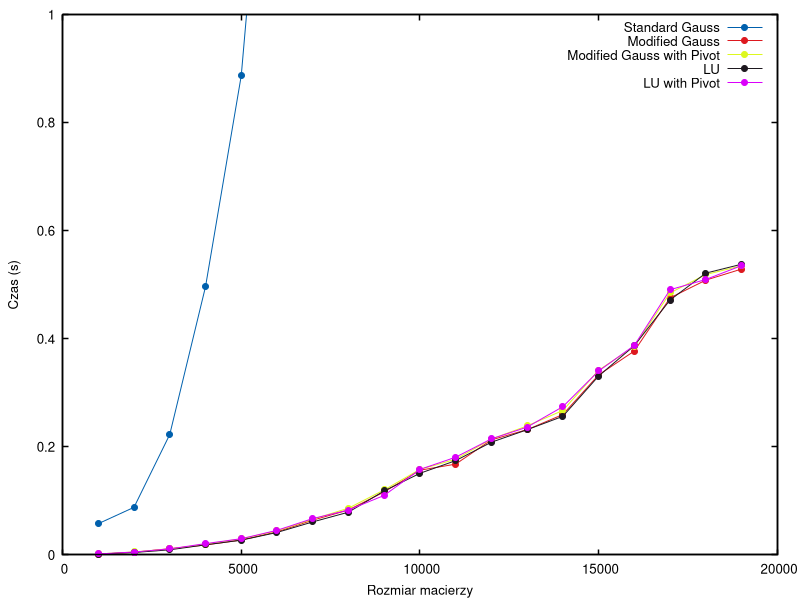 1
0.8
0.6
0.4
0.2
0
0
5000
10000
15000
20000
Czas (s)
Rozmiar macierzy
Standard Gauss
Modified Gauss
Modified Gauss with Pivot
LU
LU with Pivot